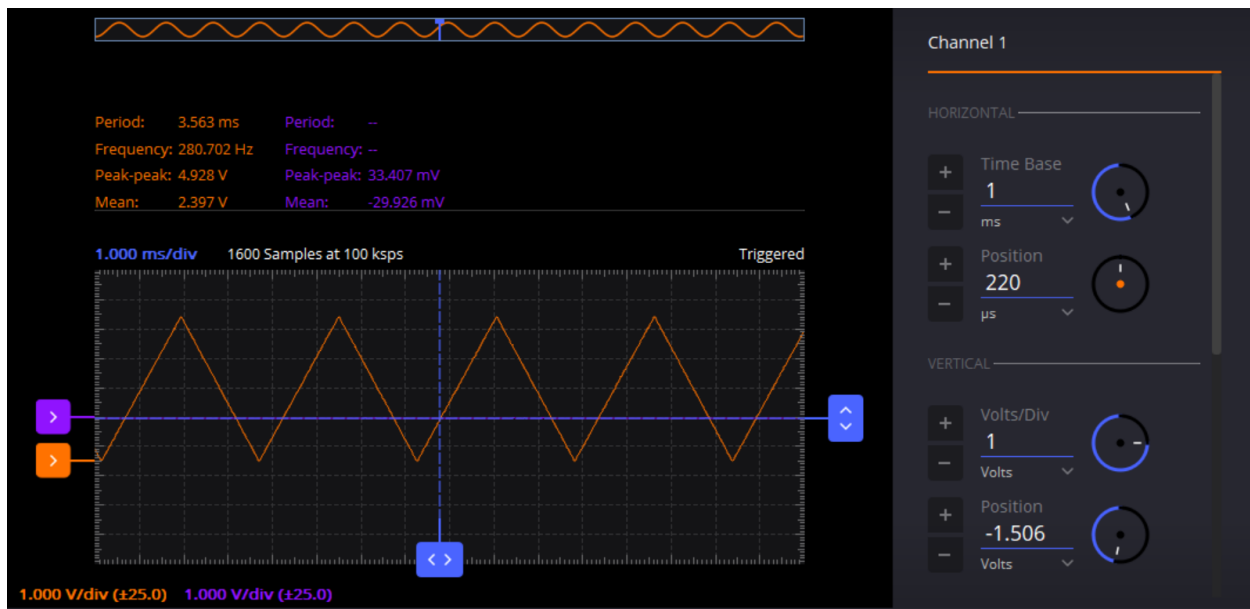 Channel 1
HORIZONTAL
Period: 3.563 ms Period: --
Frequency: 280.702 Hz Frequency: --
Peak-peak: 4.928 V Peak-peak: 33.407 mV
Mean: 2.397 V Mean: -29.926 mV
+ Time Base
1
− ms
1.000 ms/div 1600 Samples at 100 ksps Triggered
+ Position
220
− µs
VERTICAL
+ Volts/Div
1
− Volts
+ Position
-1.506
− Volts
1.000 V/div (±25.0) 1.000 V/div (±25.0)